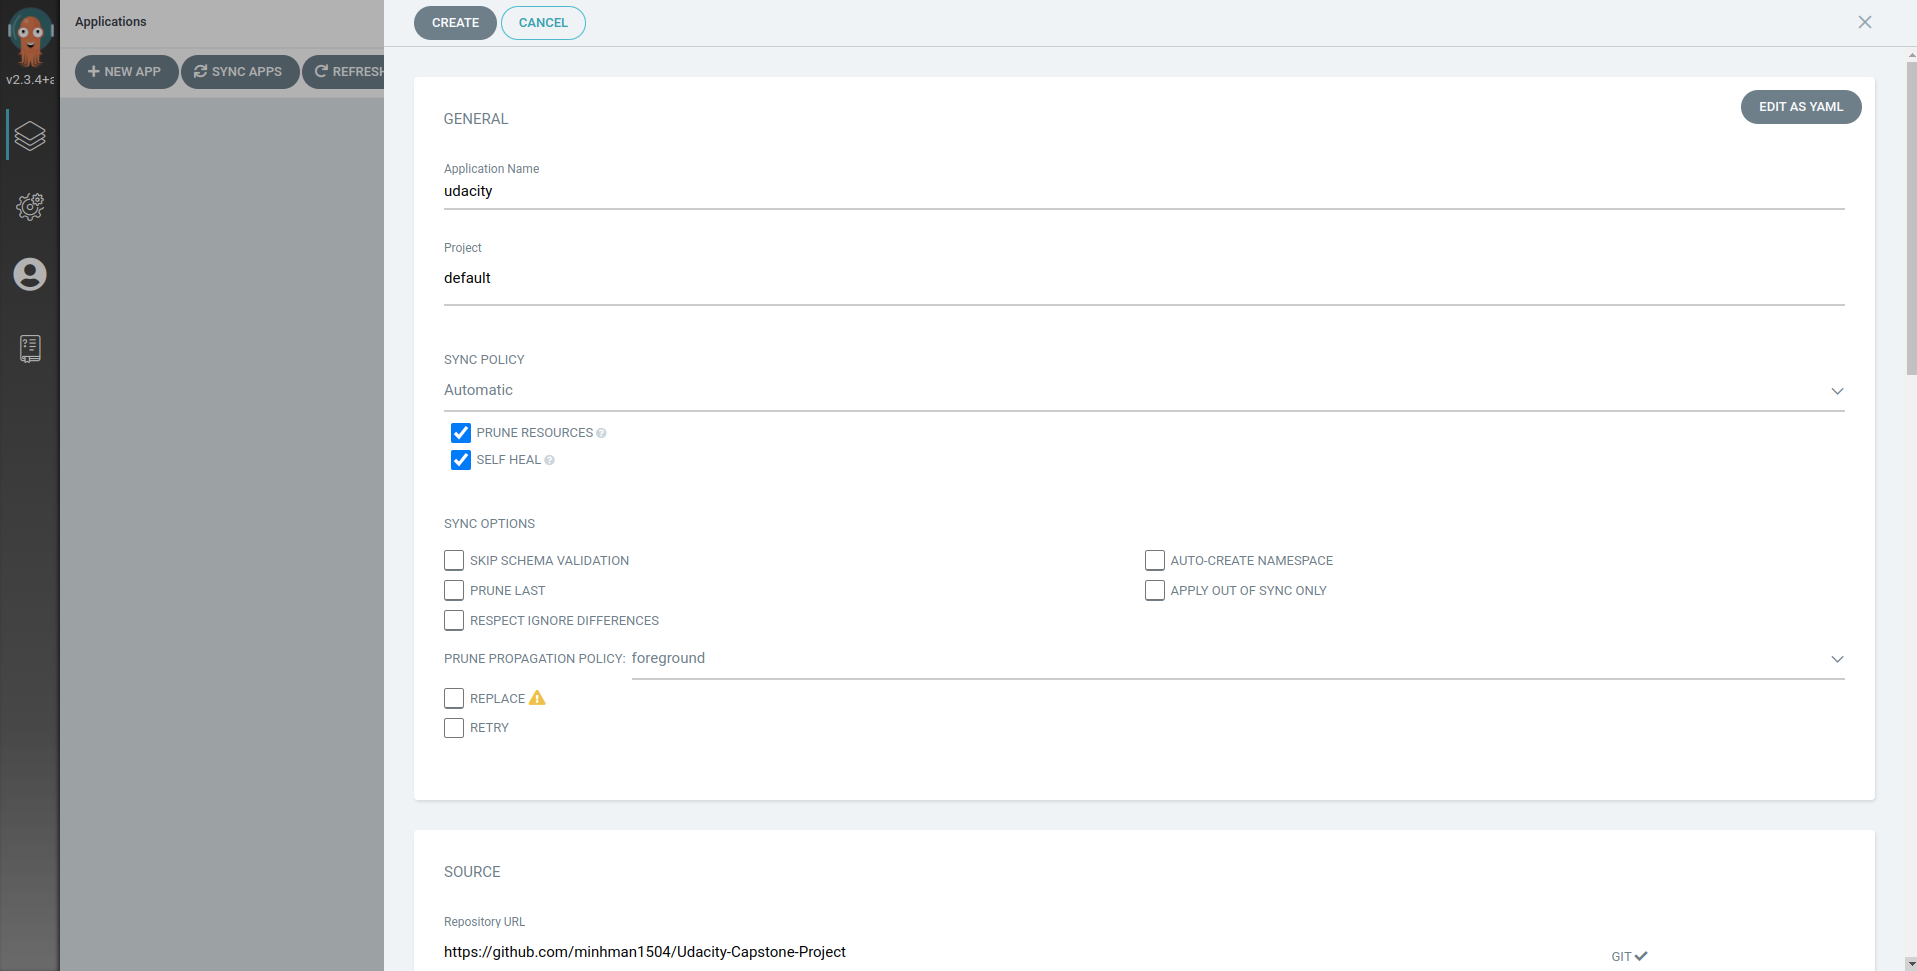 Applications
v2.3.4+a
NEW APP
SYNC APPS
REFRESH
CREATE
CANCEL
GENERAL
EDIT AS YAML
Application Name
udacity
Project
default
SYNC POLICY
Automatic
PRUNE RESOURCES
SELF HEAL
SYNC OPTIONS
SKIP SCHEMA VALIDATION
AUTO-CREATE NAMESPACE
PRUNE LAST
APPLY OUT OF SYNC ONLY
RESPECT IGNORE DIFFERENCES
PRUNE PROPAGATION POLICY: foreground
REPLACE
RETRY
SOURCE
Repository URL
https://github.com/minhman1504/Udacity-Capstone-Project
GIT